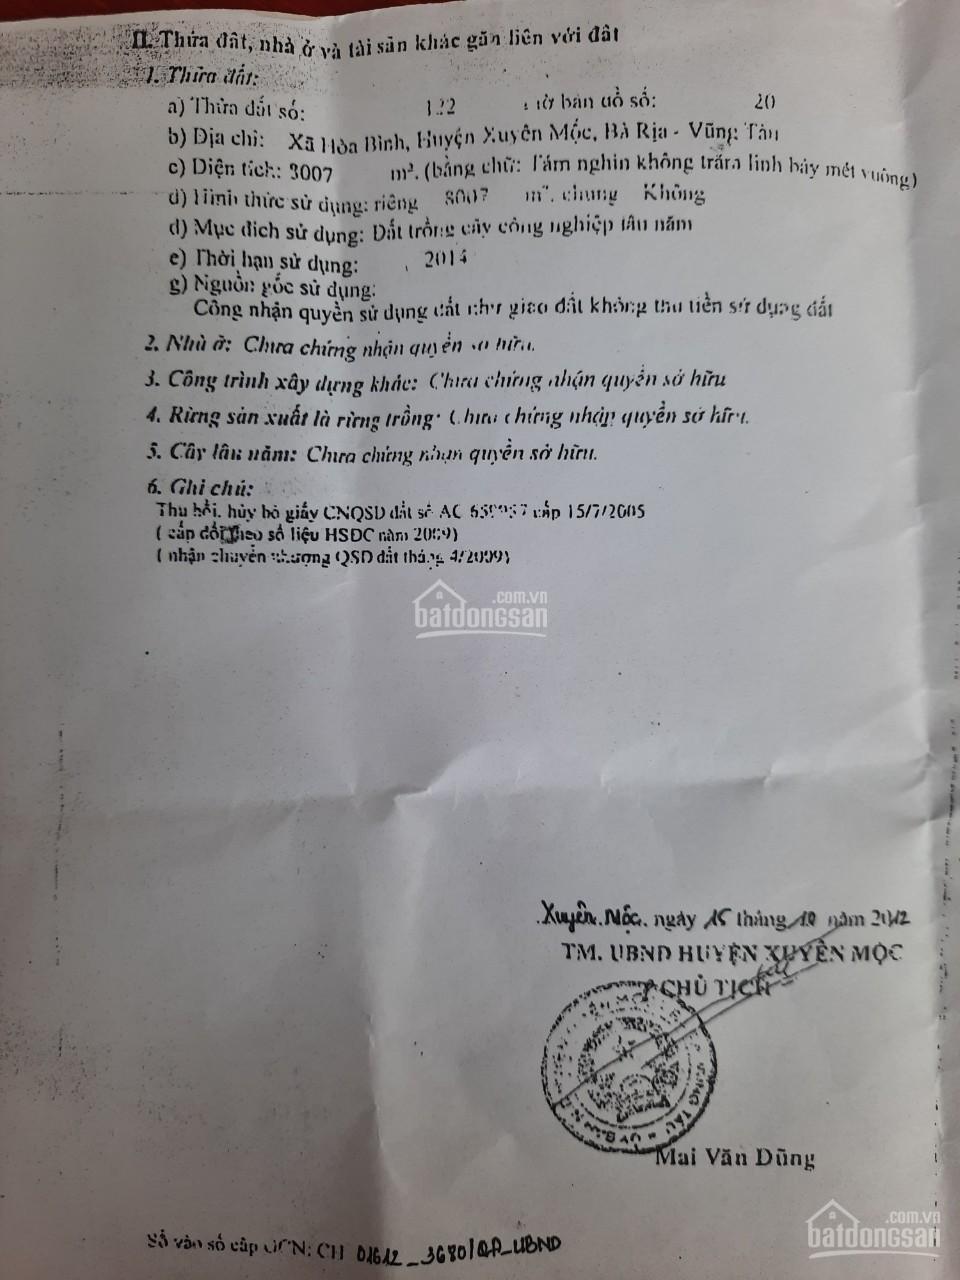 II. Thửa đất, nhà ở và tài sản khác gắn liền với đất
1. Thửa đất:
a) Thửa đất số: 122 Tờ bản đồ số: 20
b) Địa chỉ: Xã Hòa Bình, Huyện Xuyên Mộc, Bà Rịa - Vũng Tàu
c) Diện tích: 8007 m². (bằng chữ: Tám nghìn không trăm linh bảy mét vuông)
d) Hình thức sử dụng: riêng 8007 m². chung Không
đ) Mục đích sử dụng: Đất trồng cây công nghiệp lâu năm
e) Thời hạn sử dụng: 2014
g) Nguồn gốc sử dụng:
Công nhận quyền sử dụng đất như giao đất không thu tiền sử dụng đất
2. Nhà ở: Chưa chứng nhận quyền sở hữu.
3. Công trình xây dựng khác: Chưa chứng nhận quyền sở hữu
4. Rừng sản xuất là rừng trồng: Chưa chứng nhận quyền sở hữu.
5. Cây lâu năm: Chưa chứng nhận quyền sở hữu.
6. Ghi chú:
Thu hồi, hủy bỏ giấy CNQSD đất số AC cấp 15/7/2005
( cấp đổi theo số liệu HSĐC năm 2009)
( nhận chuyển nhượng QSD đất tháng 4/2009)
batdongsan.com.vn
Xuyên Mộc, ngày 15 tháng 10 năm 2012
TM. UBND HUYỆN XUYÊN MỘC
CHỦ TỊCH
VŨNG TÀU
Mai Văn Dũng
Số vào sổ cấp GCN: CH 01612_3680/QĐ_UBND
batdongsan.com.vn